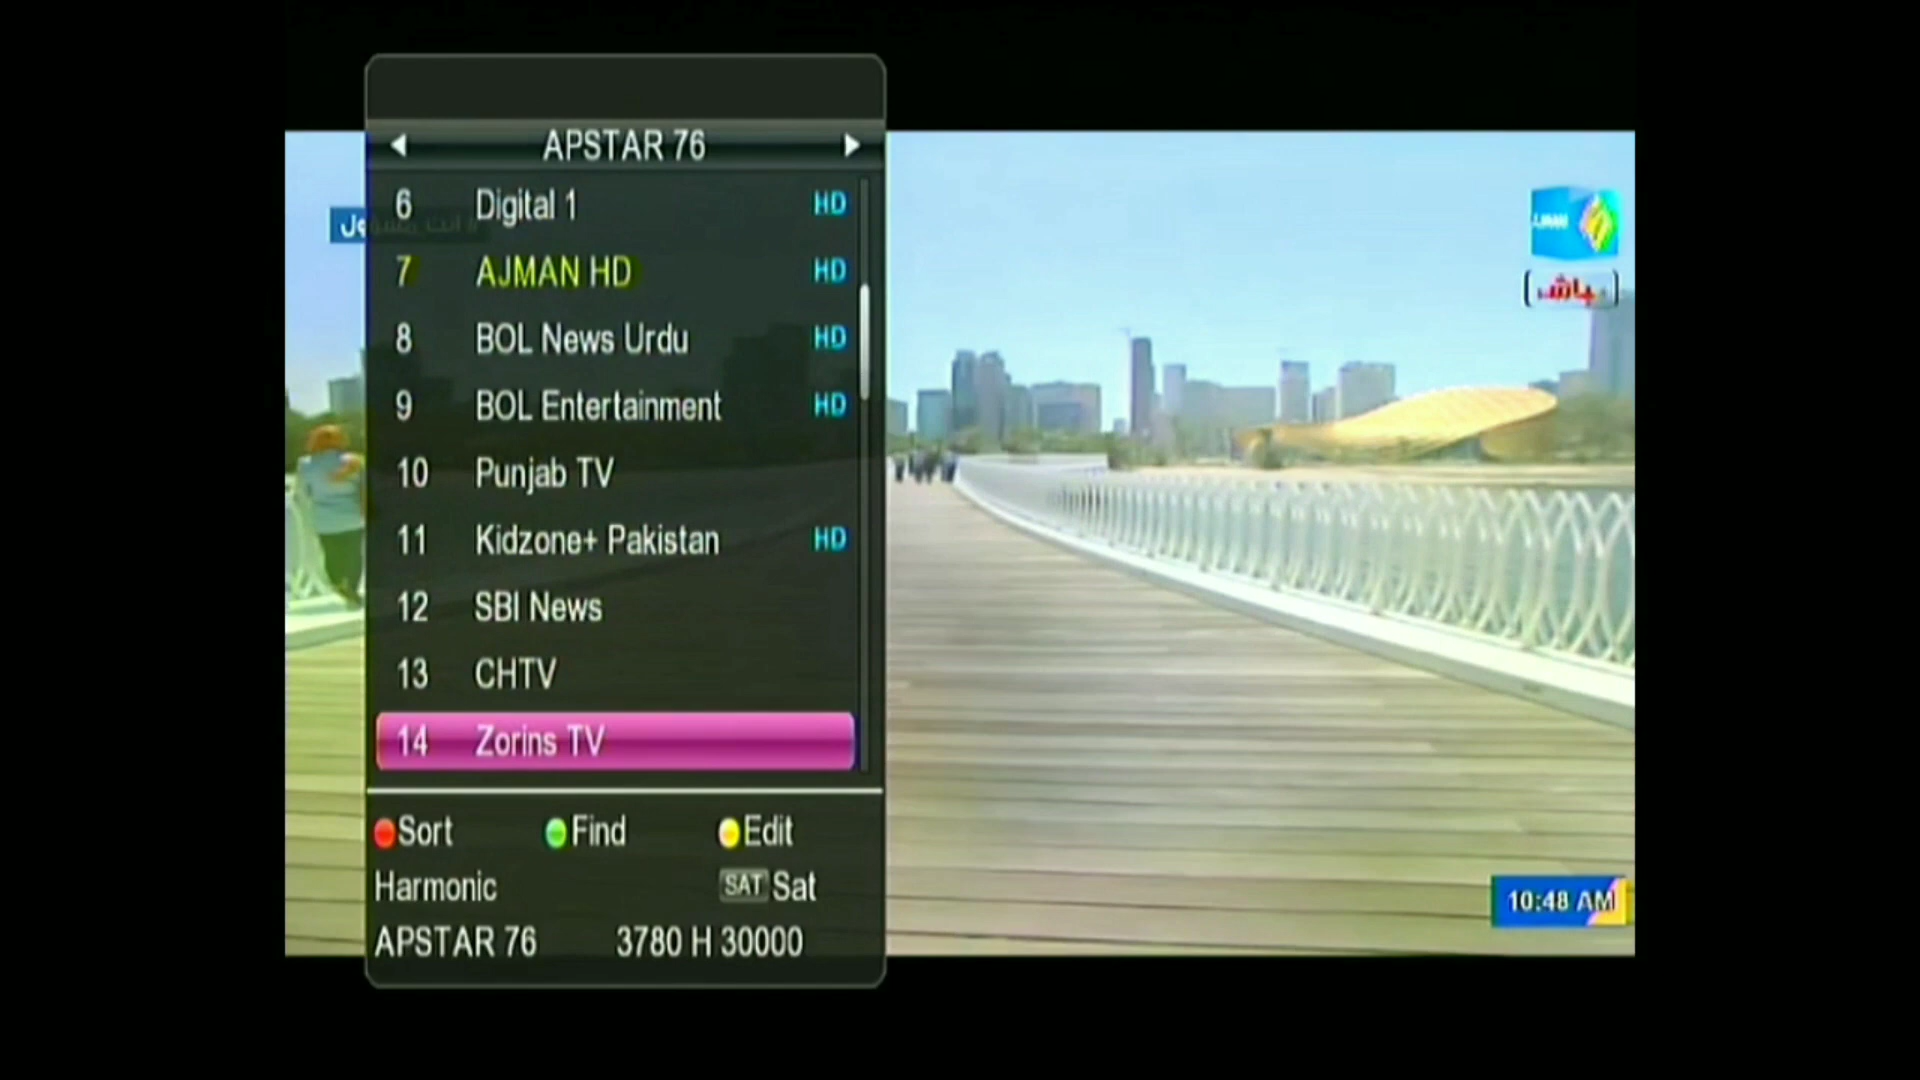 APSTAR 76
6 Digital 1 HD
7 AJMAN HD HD
8 BOL News Urdu HD
9 BOL Entertainment HD
10 Punjab TV
11 Kidzone+ Pakistan HD
12 SBI News
13 CHTV
14 Zorins TV
Sort Find Edit
Harmonic SAT Sat
APSTAR 76 3780 H 30000
#أنت_مسؤول
مباشر
10:48 AM